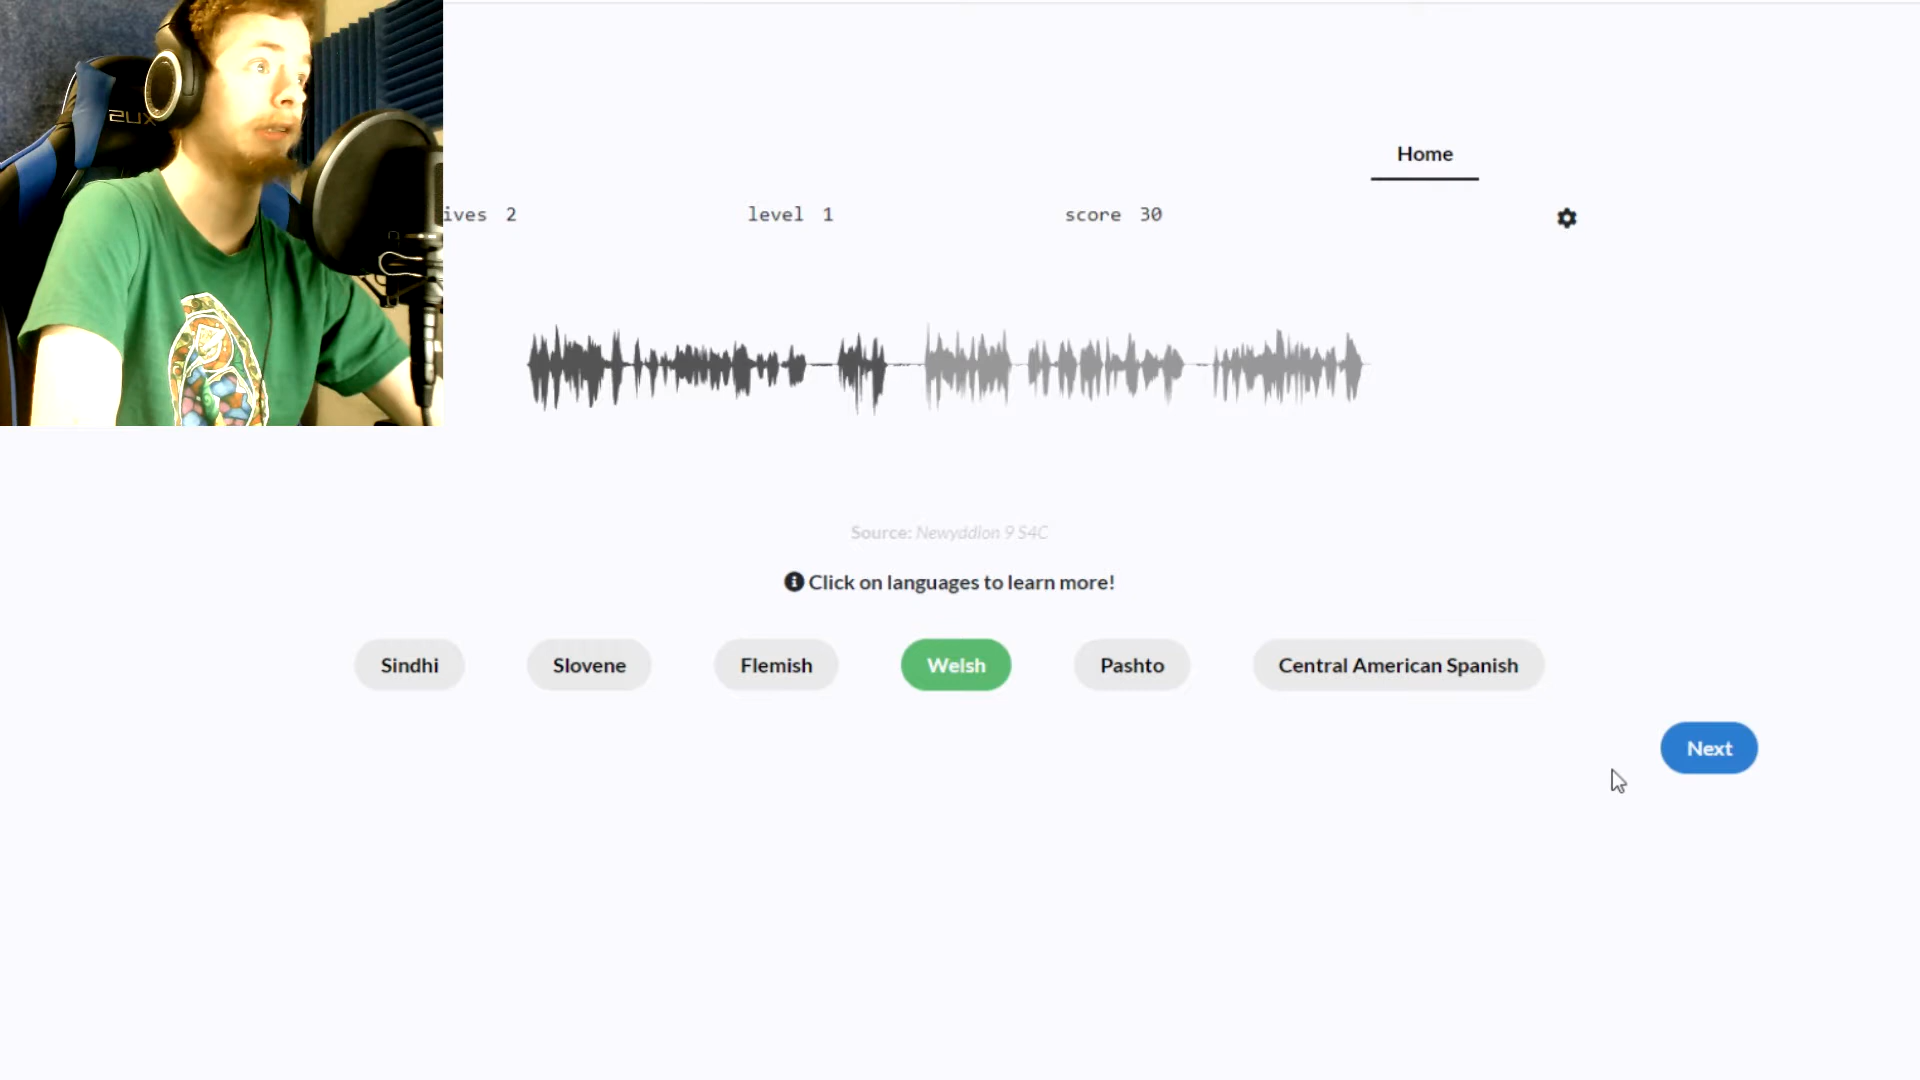 Home
ives 2
level 1
score 30
Source: Newyddion 9 S4C
Click on languages to learn more!
Sindhi
Slovene
Flemish
Welsh
Pashto
Central American Spanish
Next